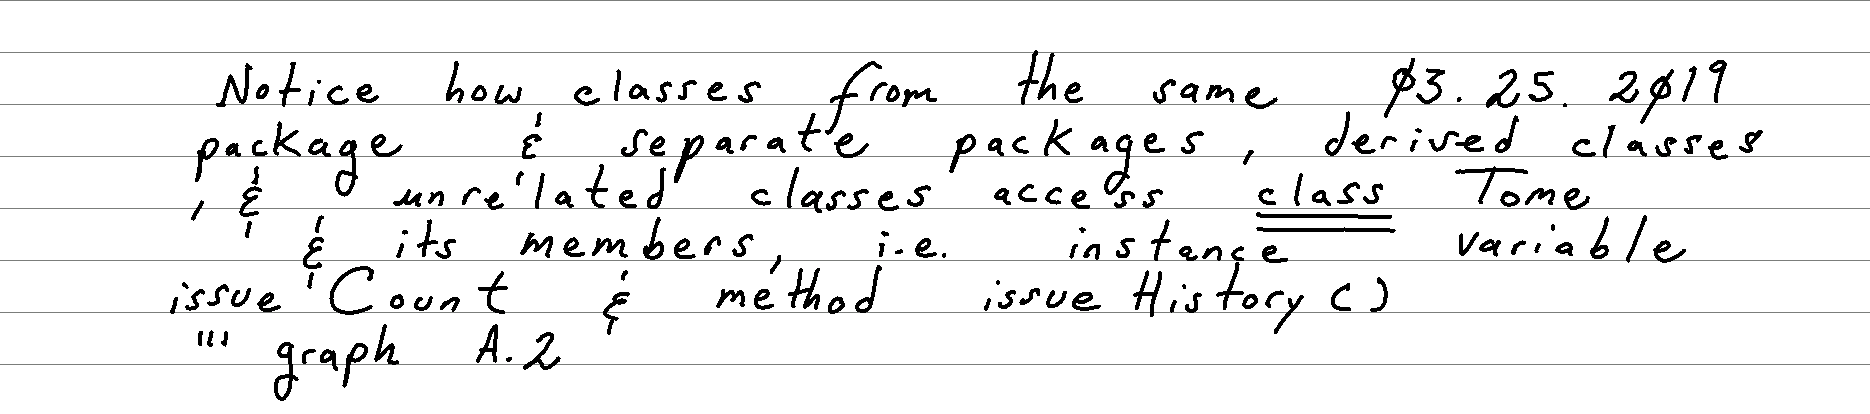 Notice how classes from the same 03.25.2019
package & separate packages, derived classes
, & unrelated classes access class Tome
& its members, i.e. instance variable
issueCount & method issueHistory()
''' graph A.2